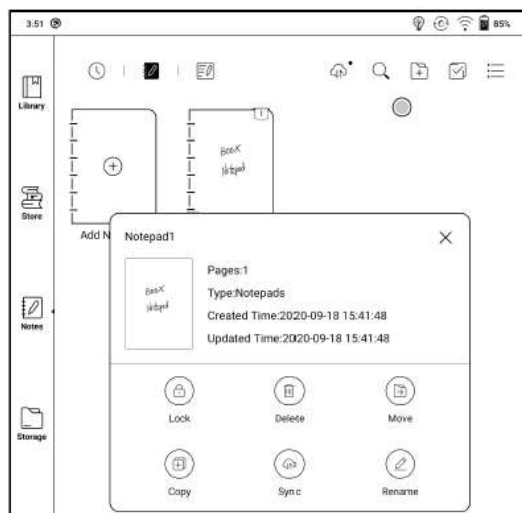 3:51
85%
Library
Store
Notes
Storage
1
BOOX
Notepad
Add N
Notepad1
BOOX
Notepad
Pages:1
Type:Notepads
Created Time:2020-09-18 15:41:48
Updated Time:2020-09-18 15:41:48
Lock
Delete
Move
Copy
Sync
Rename